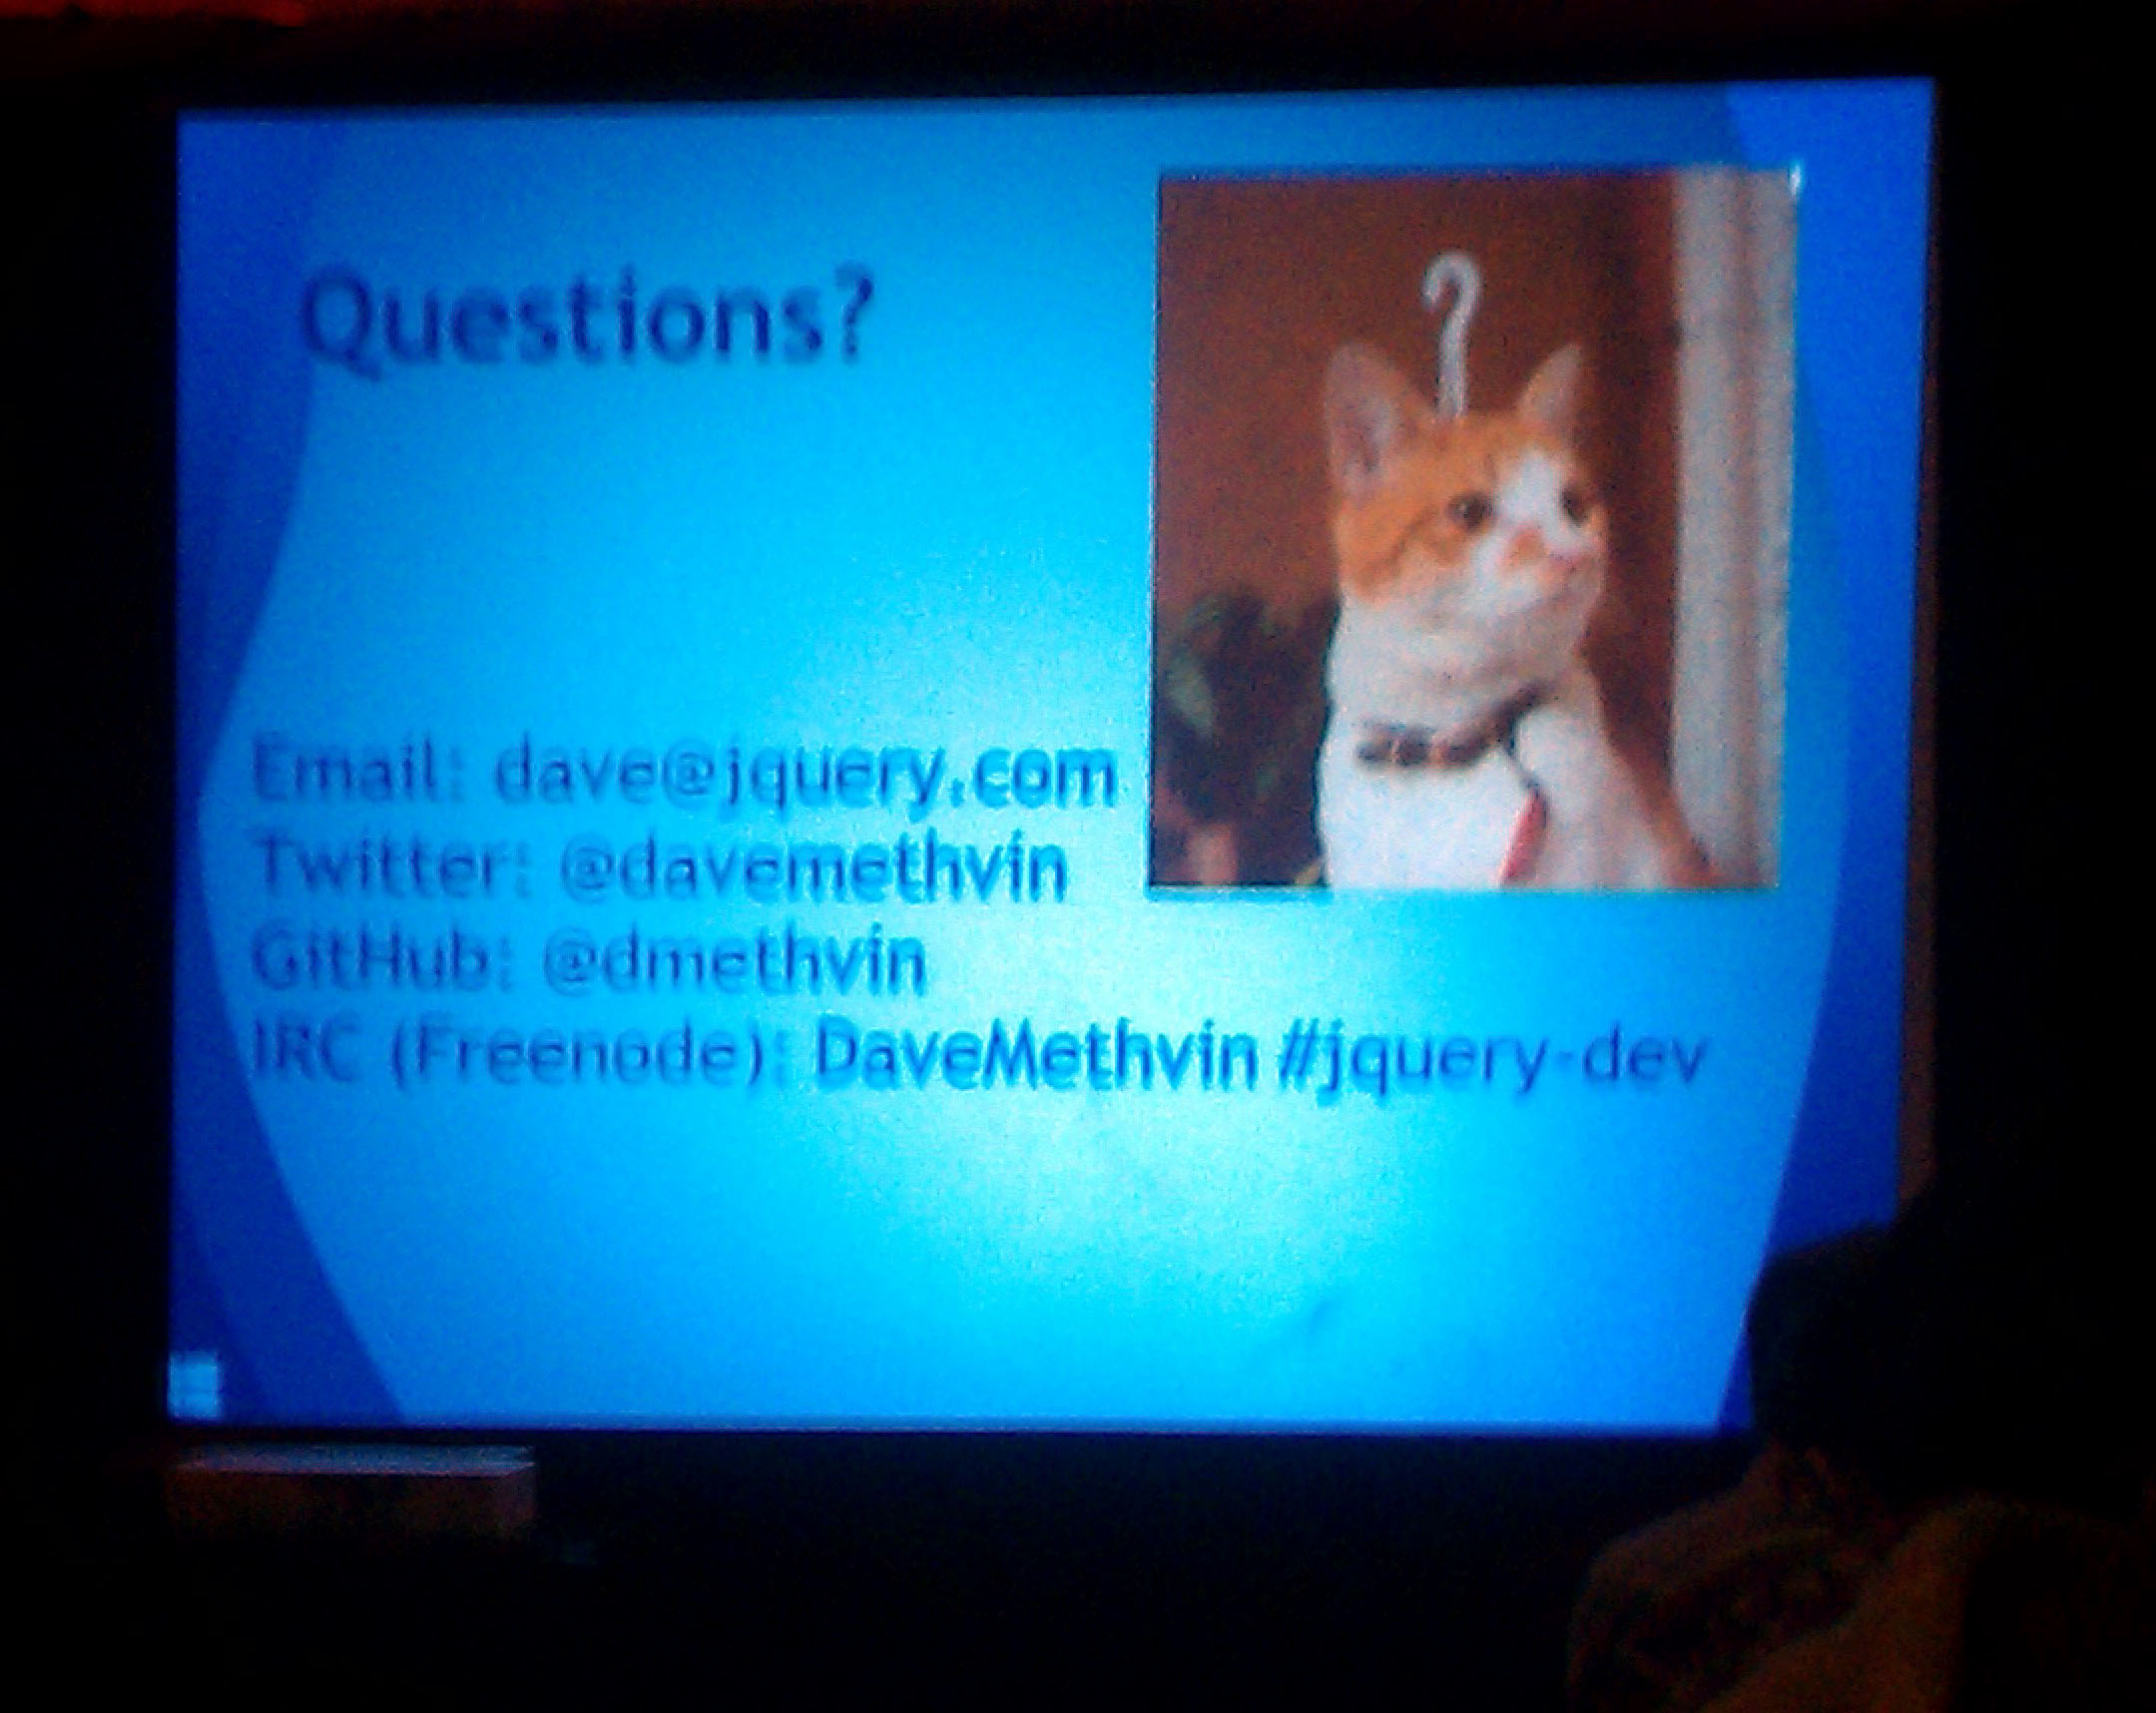 Questions?
Email: dave@jquery.com
Twitter: @davemethvin
GitHub: @dmethvin
IRC (Freenode): DaveMethvin #jquery-dev